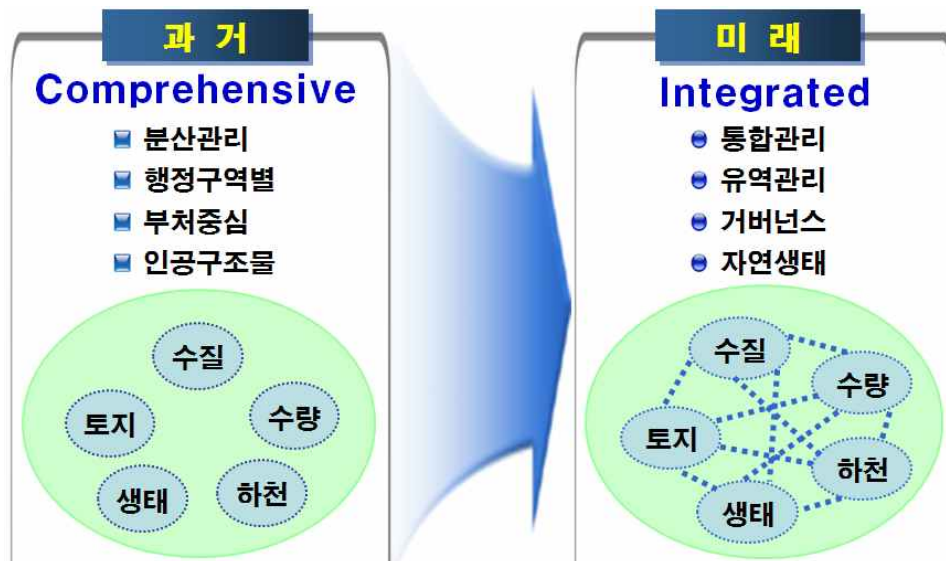 과 거
Comprehensive
분산관리
행정구역별
부처중심
인공구조물
수질
토지
수량
생태
하천
미 래
Integrated
통합관리
유역관리
거버넌스
자연생태
수질
수량
토지
하천
생태